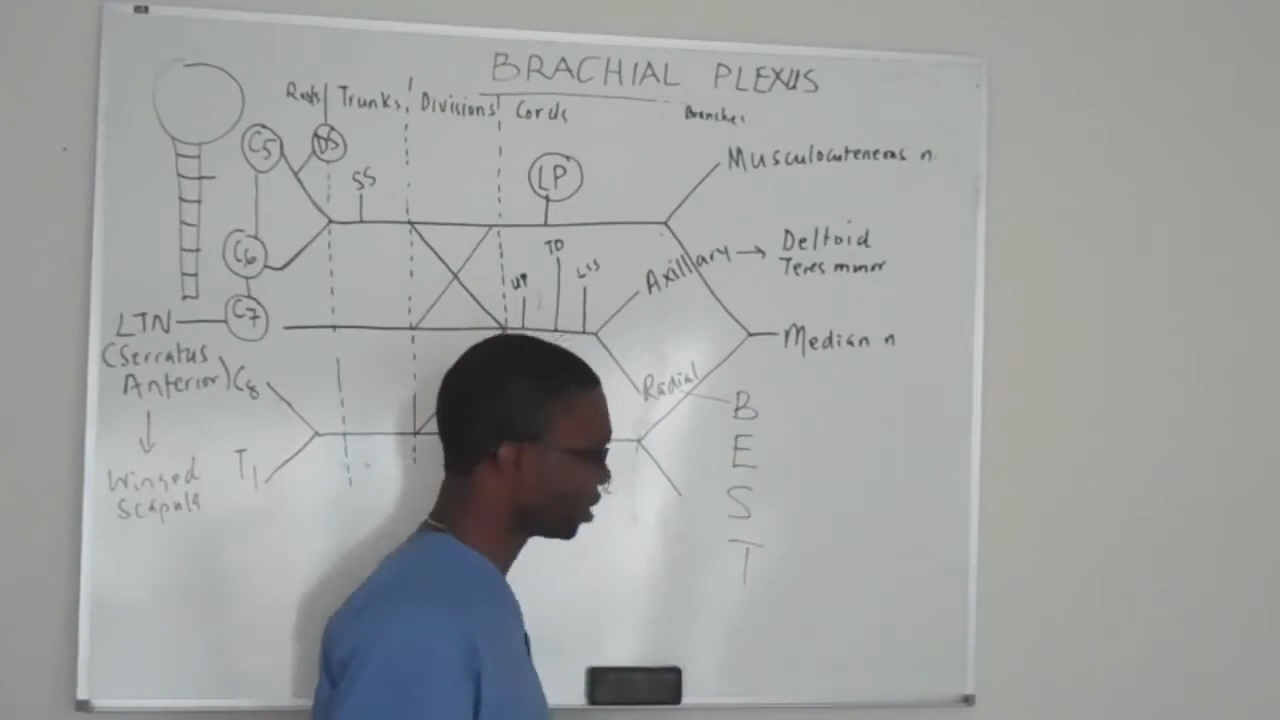 BRACHIAL PLEXUS
Roots Trunks Divisions Cords Branches
C5
DS
SS
LP
Musculocuteneous n
C6
UP
TD
LSS
Axillary → Deltoid
Teres minor
LTN C7
(Serratus
Anterior)
Median n
C8
Radial
B
E
S
T
T1
Winged
Scapula